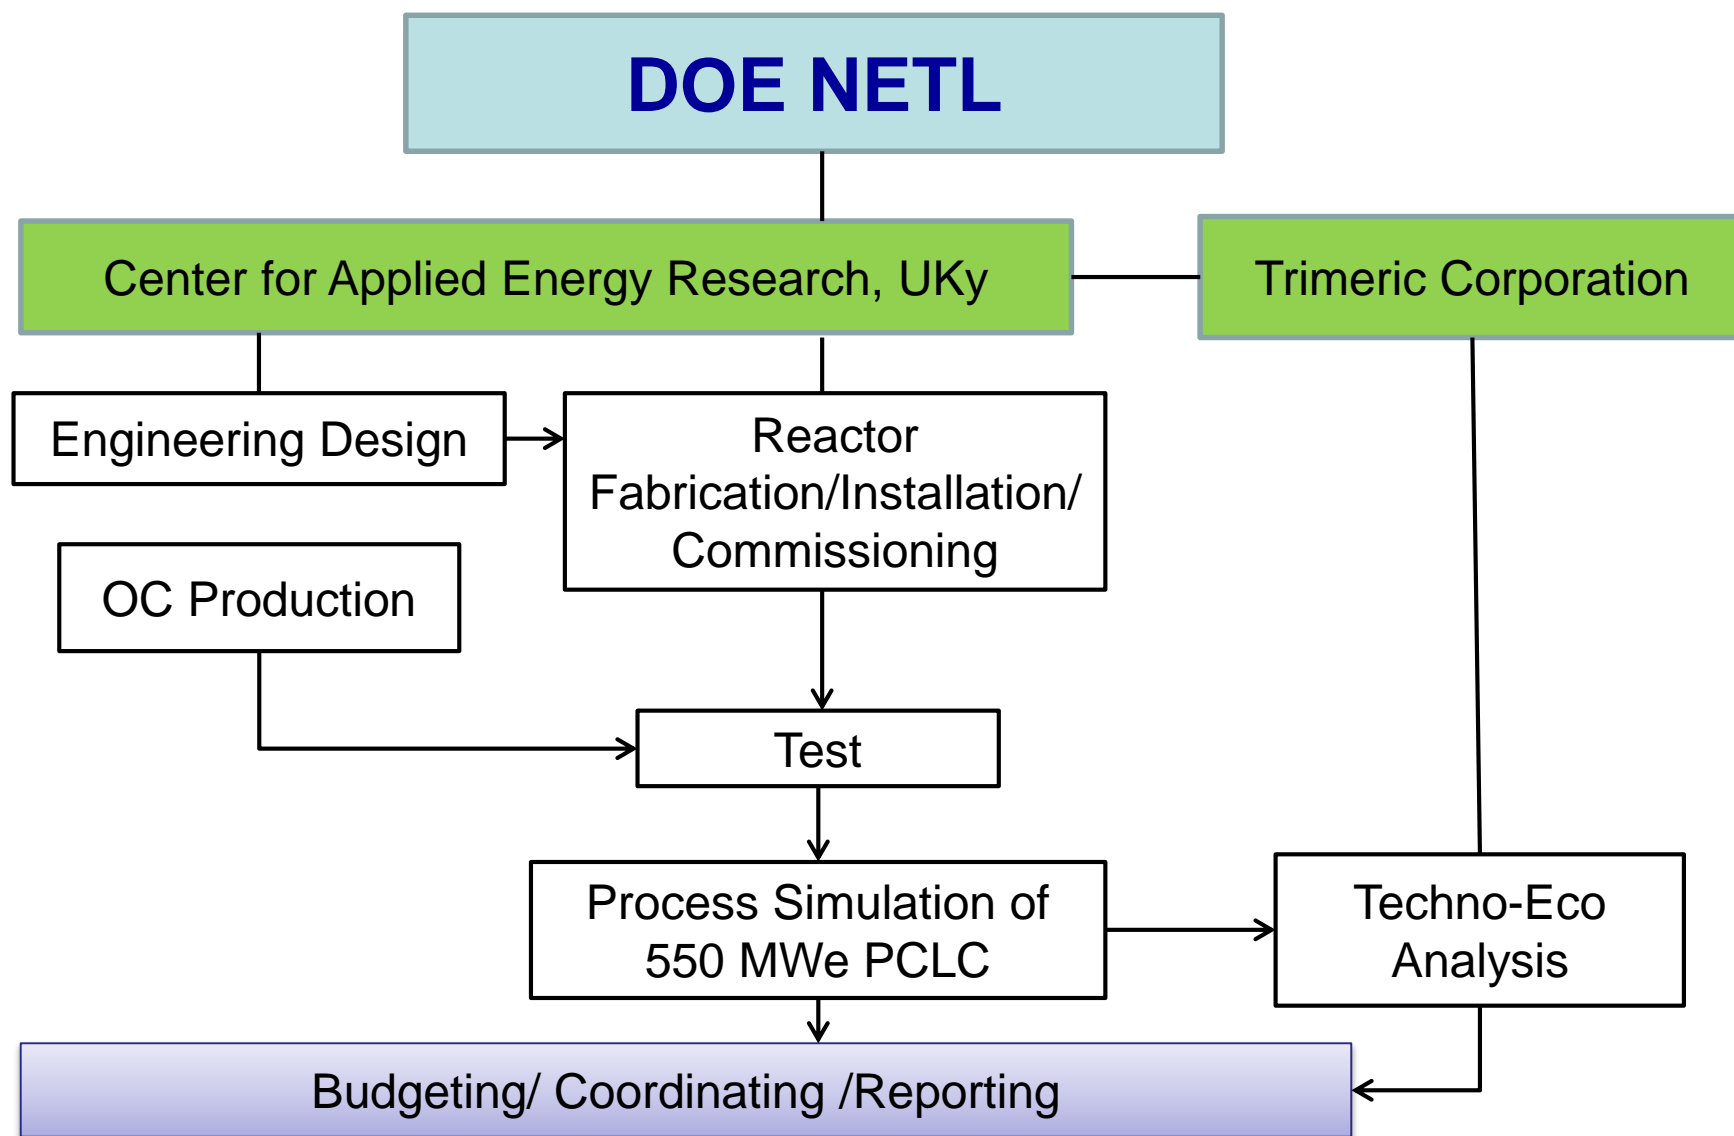 DOE NETL
Center for Applied Energy Research, UKy
Trimeric Corporation
Engineering Design
Reactor
Fabrication/Installation/
Commissioning
OC Production
Test
Process Simulation of
550 MWe PCLC
Techno-Eco
Analysis
Budgeting/ Coordinating /Reporting